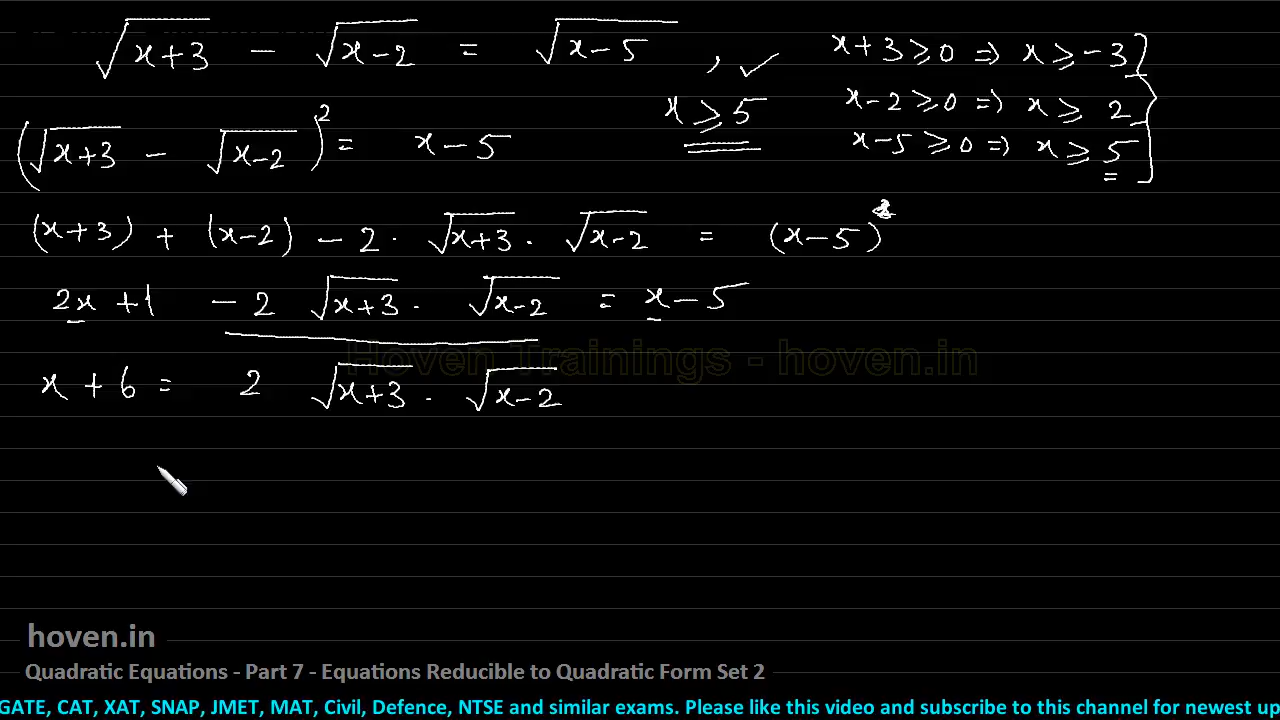 √(x+3) − √(x−2) = √(x−5) , ✓
x+3 ⩾ 0 ⇒ x ⩾ −3
x−2 ⩾ 0 ⇒ x ⩾ 2
x ⩾ 5
x−5 ⩾ 0 ⇒ x ⩾ 5
(√(x+3) − √(x−2))² = x−5
(x+3) + (x−2) − 2 · √(x+3) · √(x−2) = (x−5)
2x + 1 − 2 √(x+3) · √(x−2) = x−5
Hoven Trainings - hoven.in
x + 6 = 2 √(x+3) · √(x−2)
hoven.in
Quadratic Equations - Part 7 - Equations Reducible to Quadratic Form Set 2
GATE, CAT, XAT, SNAP, JMET, MAT, Civil, Defence, NTSE and similar exams. Please like this video and subscribe to this channel for newest up